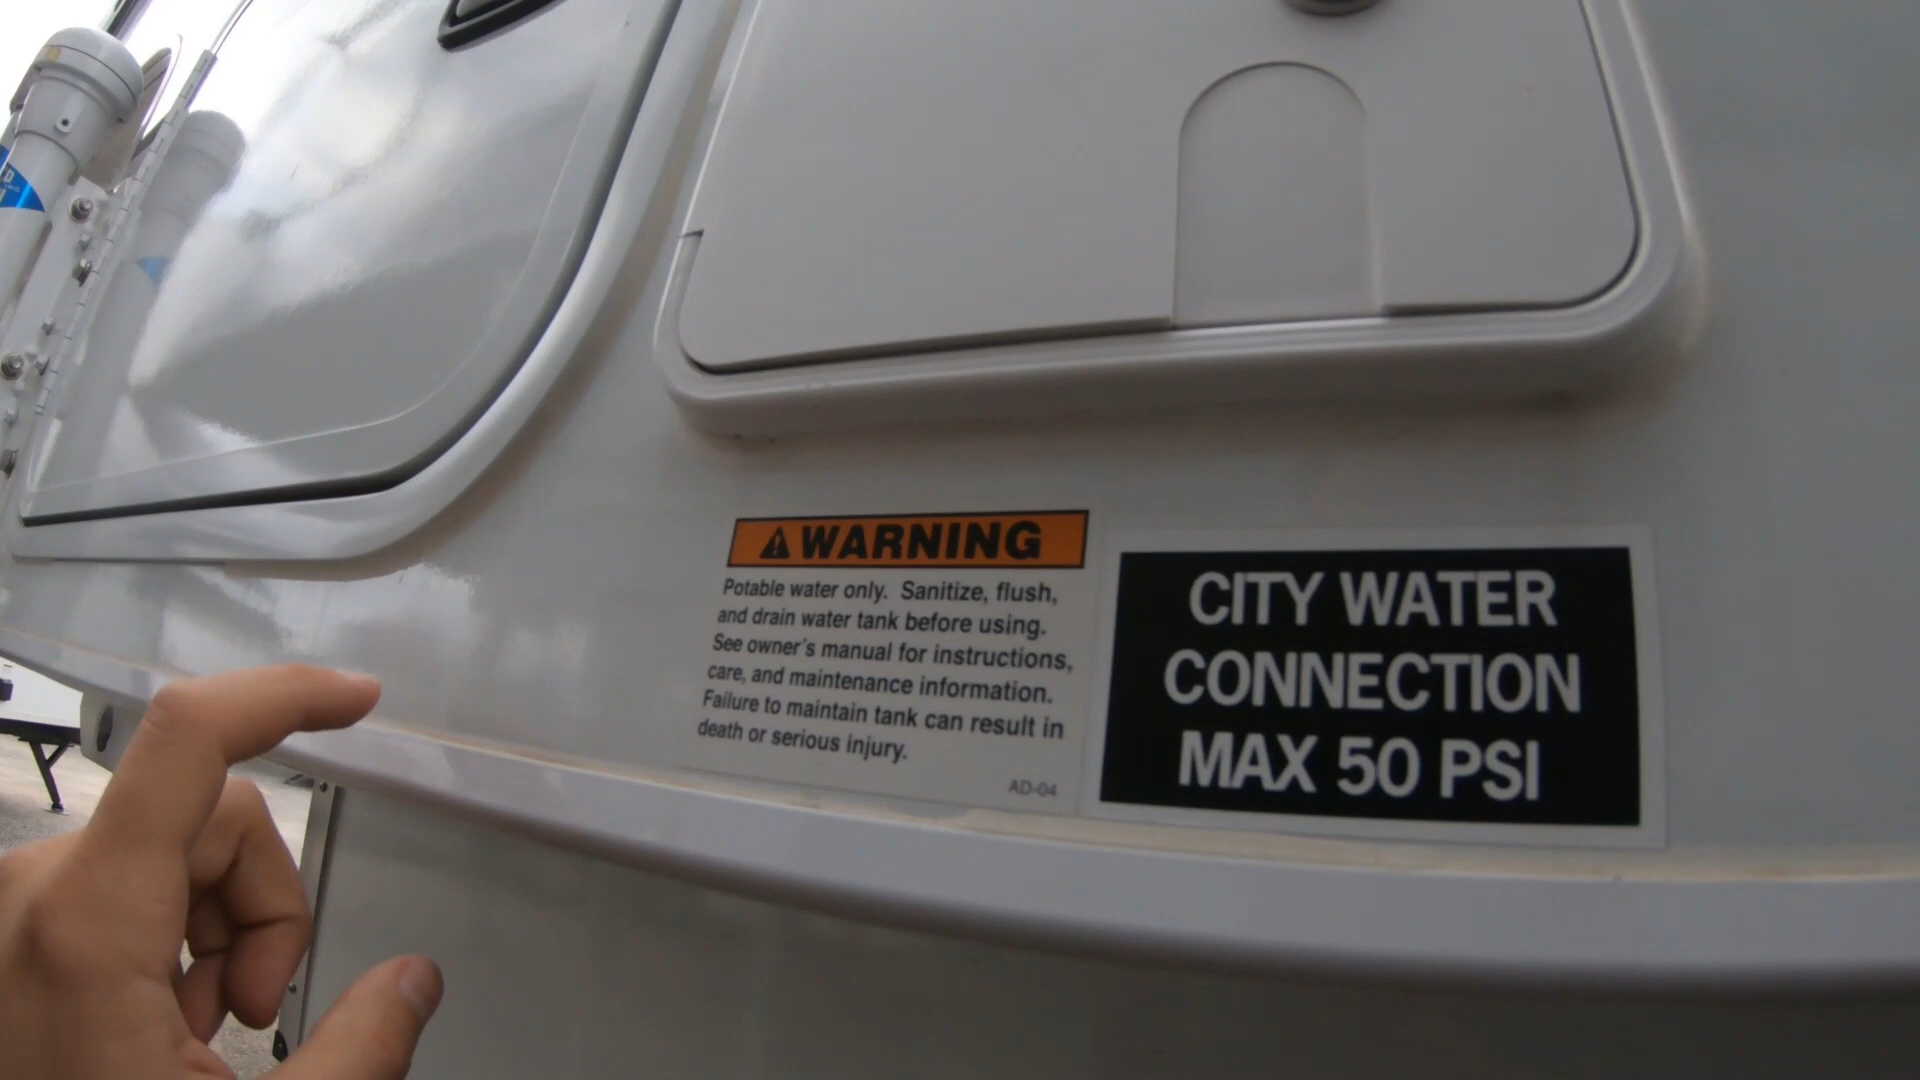 WARNING
Potable water only. Sanitize, flush,
and drain water tank before using.
See owner's manual for instructions,
care, and maintenance information.
Failure to maintain tank can result in
death or serious injury.
AD-04
CITY WATER
CONNECTION
MAX 50 PSI